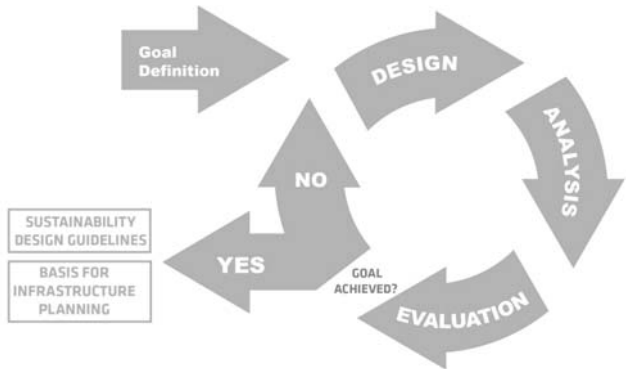 Goal
Definition
DESIGN
ANALYSIS
EVALUATION
GOAL
ACHIEVED?
NO
YES
SUSTAINABILITY
DESIGN GUIDELINES
BASIS FOR
INFRASTRUCTURE
PLANNING